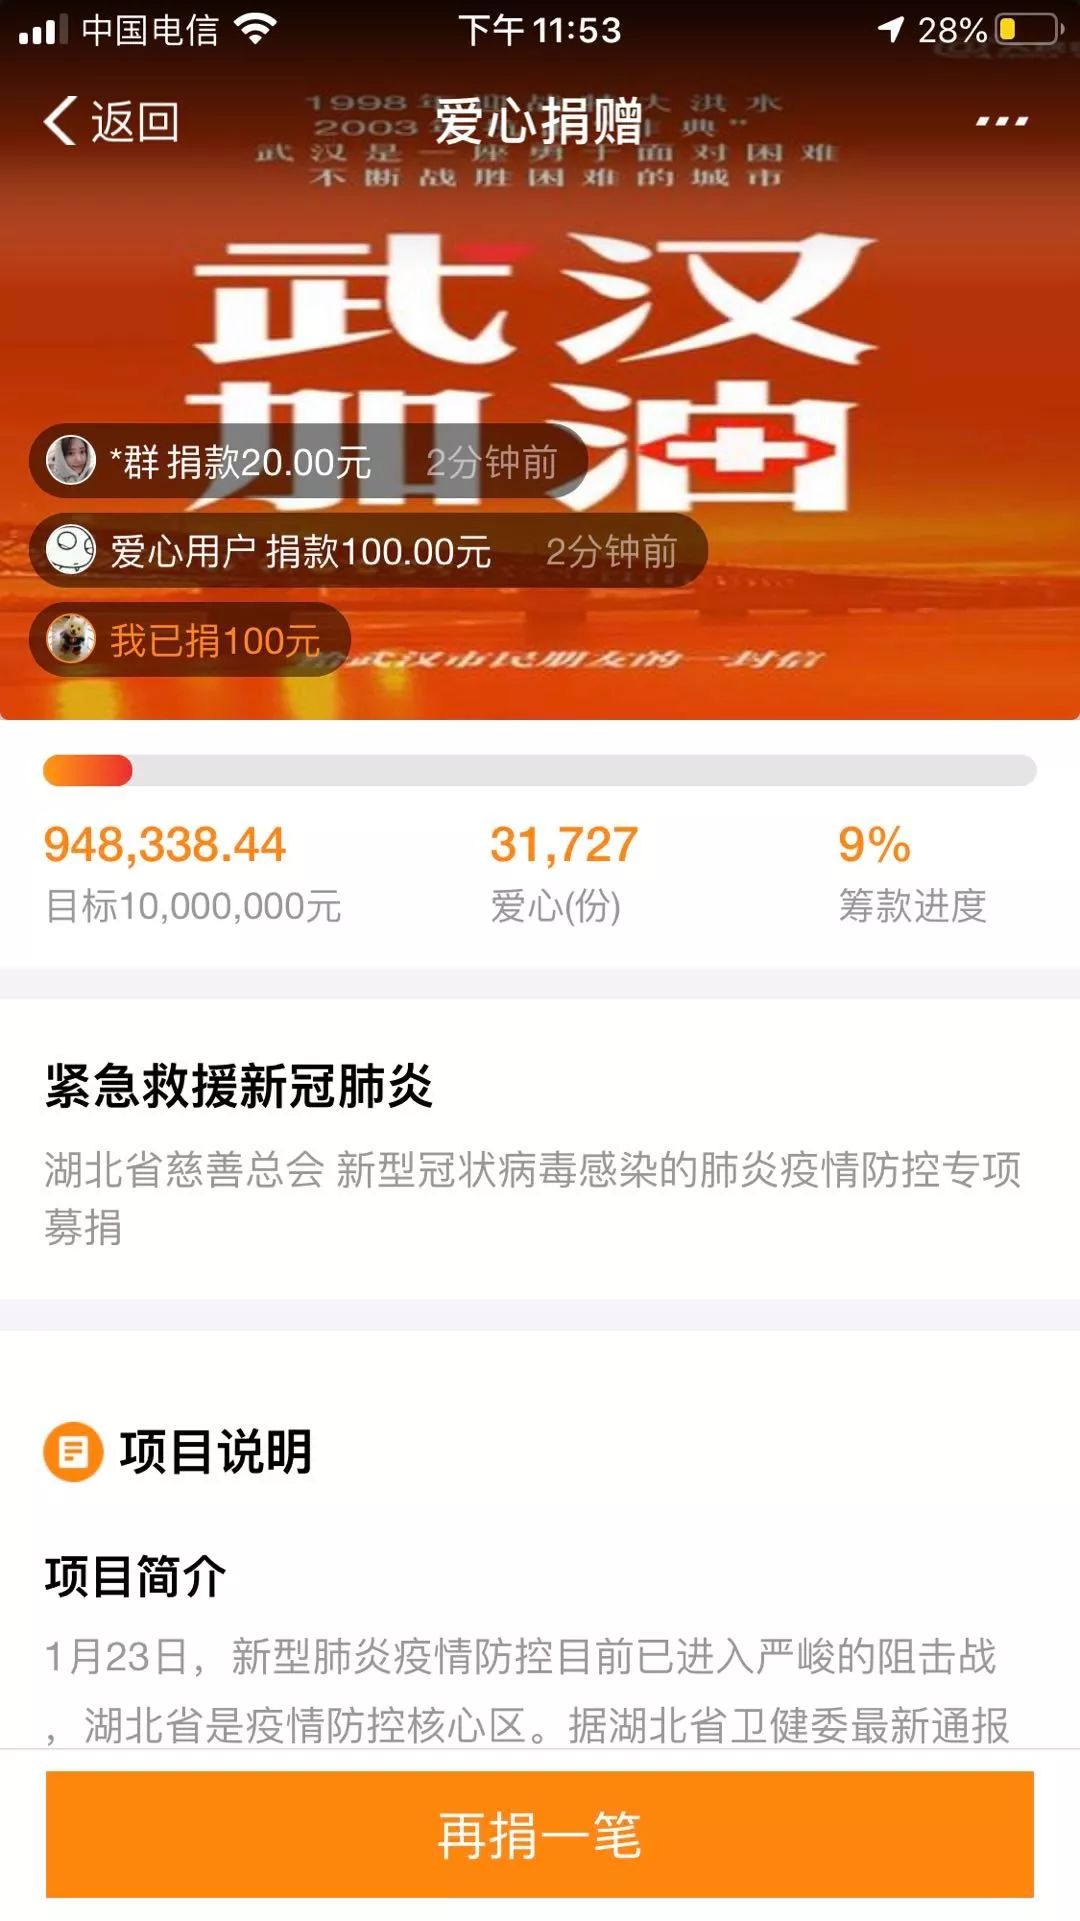 中国电信
下午11:53
28%
返回
爱心捐赠
1998年
大洪水
2003
非典”
武汉是一座勇于面对困难
不断战胜困难的城市
武汉
加油
*群 捐款20.00元 2分钟前
爱心用户 捐款100.00元 2分钟前
我已捐100元
武汉市民朋友的一封信
948,338.44 31,727 9%
目标10,000,000元 爱心(份) 筹款进度
紧急救援新冠肺炎
湖北省慈善总会 新型冠状病毒感染的肺炎疫情防控专项
募捐
项目说明
项目简介
1月23日，新型肺炎疫情防控目前已进入严峻的阻击战
，湖北省是疫情防控核心区。据湖北省卫健委最新通报
再捐一笔